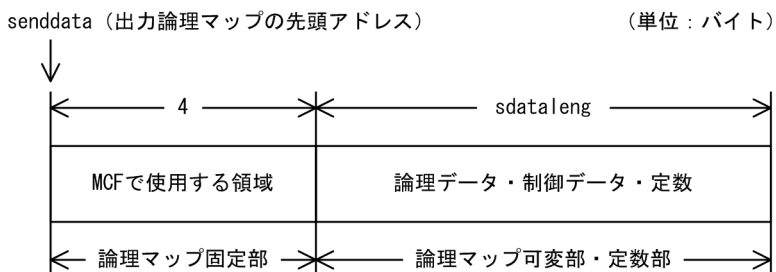 senddata（出力論理マップの先頭アドレス）　（単位：バイト）
4　sdataleng
MCFで使用する領域　論理データ・制御データ・定数
論理マップ固定部　論理マップ可変部・定数部